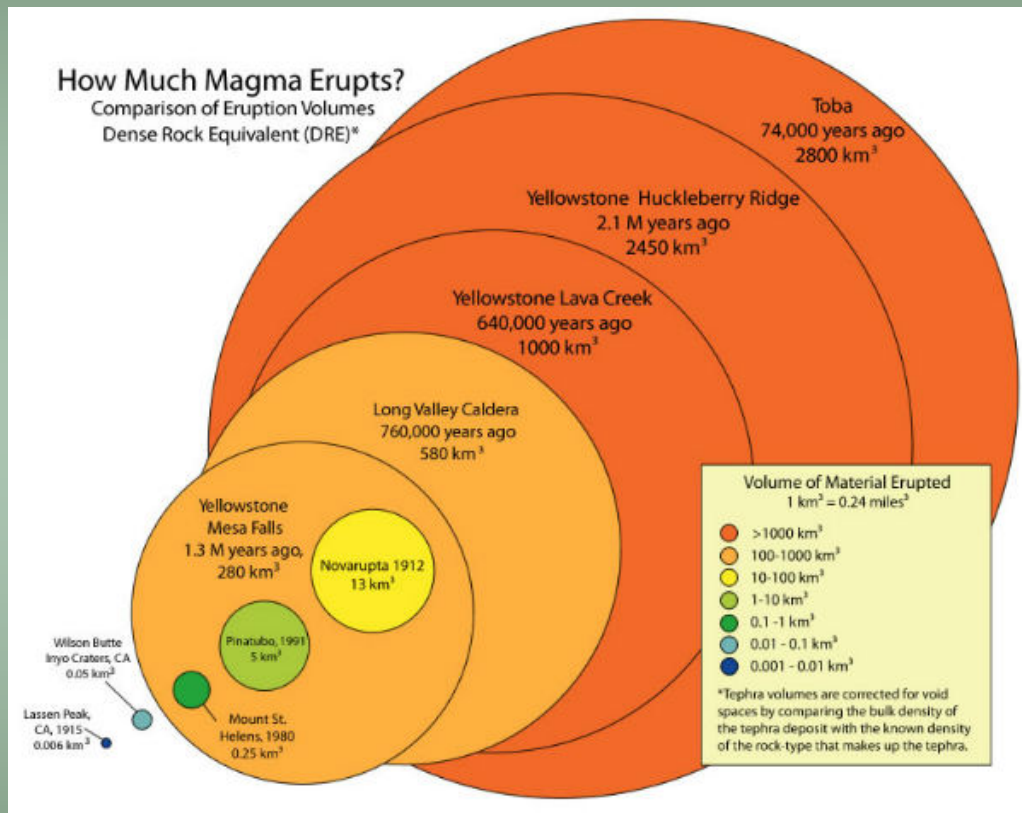 How Much Magma Erupts?
Comparison of Eruption Volumes
Dense Rock Equivalent (DRE)*
Toba
74,000 years ago
2800 km³
Yellowstone Huckleberry Ridge
2.1 M years ago
2450 km³
Yellowstone Lava Creek
640,000 years ago
1000 km³
Long Valley Caldera
760,000 years ago
580 km³
Yellowstone
Mesa Falls
1.3 M years ago,
280 km³
Novarupta 1912
13 km³
Pinatubo, 1991
5 km³
Wilson Butte
Inyo Craters, CA
0.05 km³
Lassen Peak,
CA, 1915
0.006 km³
Mount St.
Helens, 1980
0.25 km³
Volume of Material Erupted
1 km³ = 0.24 miles³
>1000 km³
100-1000 km³
10-100 km³
1-10 km³
0.1 -1 km³
0.01 - 0.1 km³
0.001 - 0.01 km³
*Tephra volumes are corrected for void
spaces by comparing the bulk density of
the tephra deposit with the known density
of the rock-type that makes up the tephra.